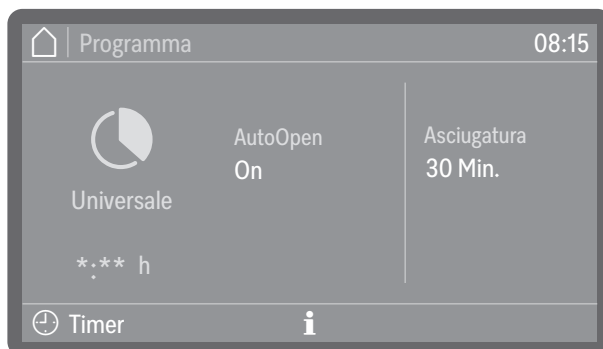 Programma 08:15
AutoOpen
On
Asciugatura
30 Min.
Universale
*:** h
Timer
i